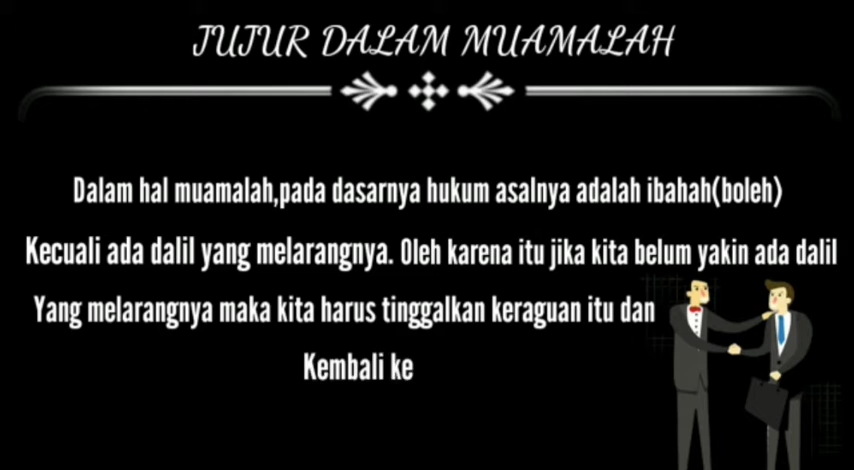 JUJUR DALAM MUAMALAH
Dalam hal muamalah,pada dasarnya hukum asalnya adalah ibahah(boleh)
Kecuali ada dalil yang melarangnya. Oleh karena itu jika kita belum yakin ada dalil
Yang melarangnya maka kita harus tinggalkan keraguan itu dan
Kembali ke